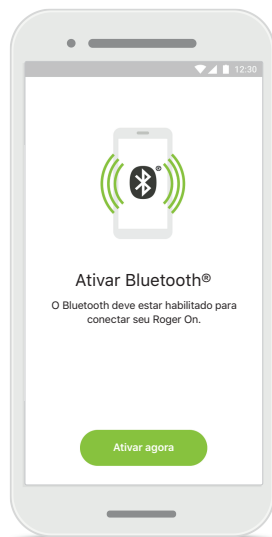 12:30
®
Ativar Bluetooth®
O Bluetooth deve estar habilitado para
conectar seu Roger On.
Ativar agora